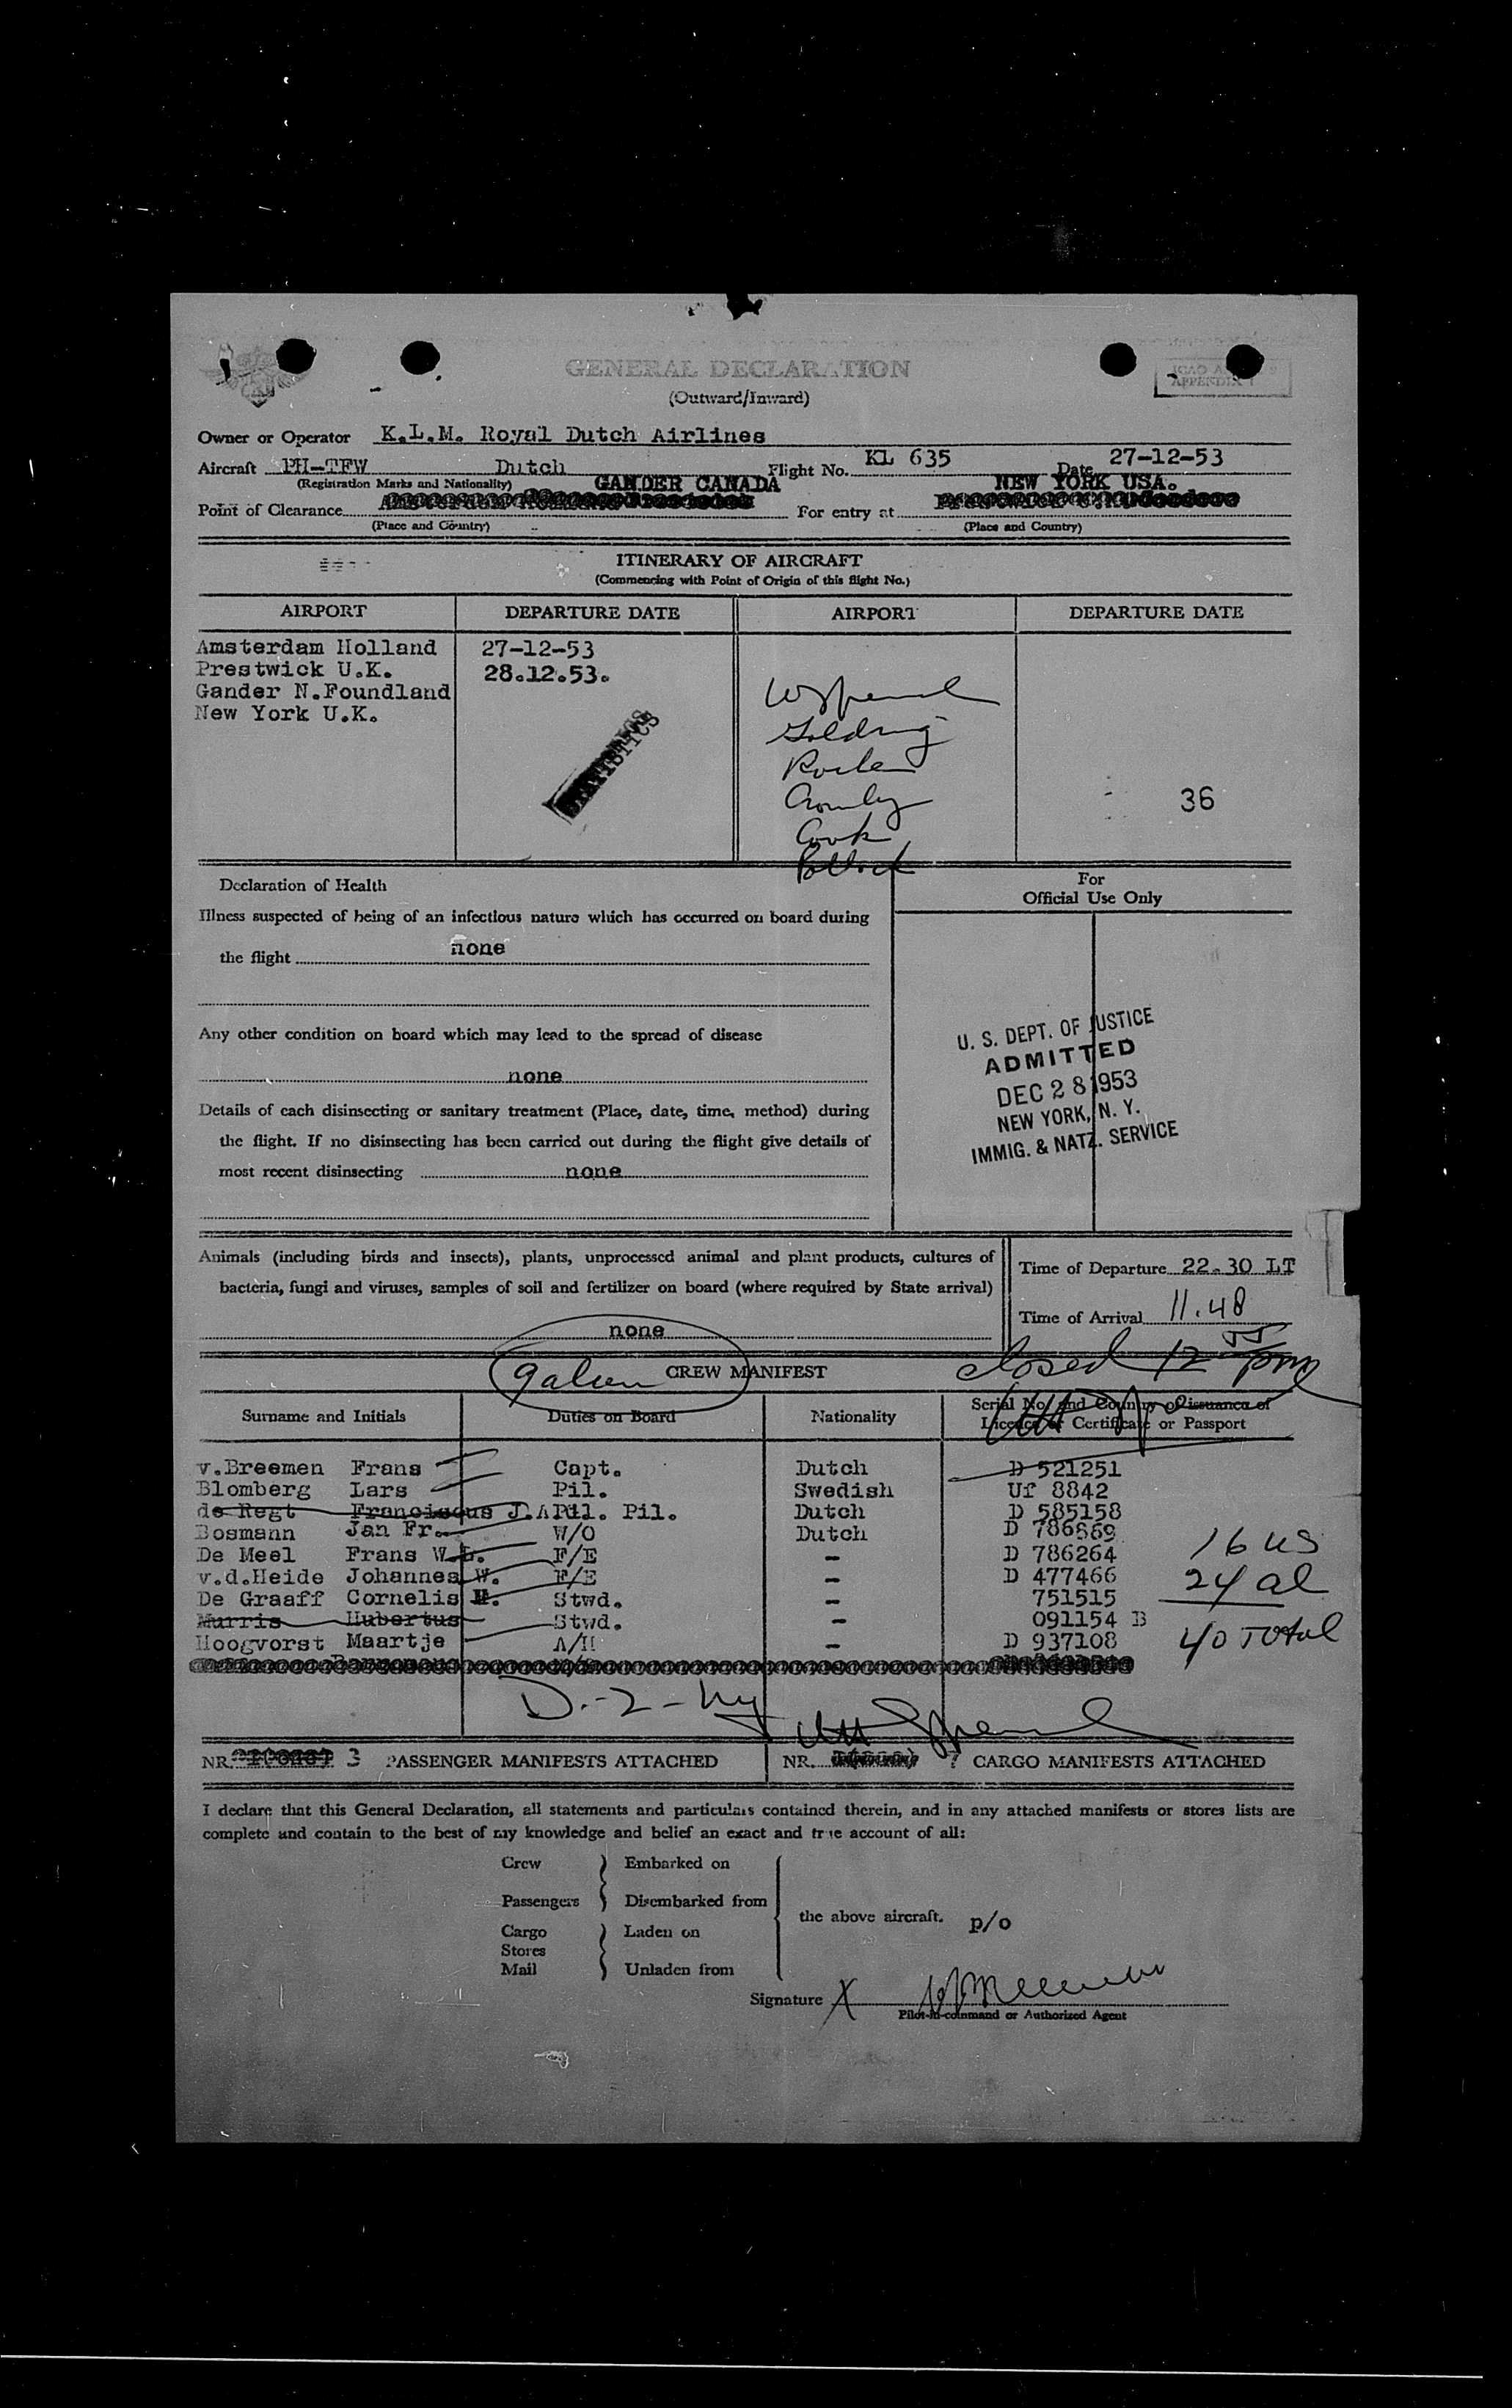 GENERAL DECLARATION
(Outward/Inward)
Owner or Operator K.L.M. Royal Dutch Airlines
Aircraft PH-TFW Dutch Flight No. KL 635 Date 27-12-53
(Registration Marks and Nationality) GANDER CANADA NEW YORK USA.
Point of Clearance For entry at
(Place and Country) (Place and Country)
ITINERARY OF AIRCRAFT
(Commencing with Point of Origin of this flight No.)
AIRPORT DEPARTURE DATE AIRPORT DEPARTURE DATE
Amsterdam Holland 27-12-53
Prestwick U.K. 28.12.53.
Gander N.Foundland
New York U.K.
STATISTICS
Goldring
36
Cook
Pollock
Declaration of Health
For
Official Use Only
Illness suspected of being of an infectious nature which has occurred on board during
the flight none
Any other condition on board which may lead to the spread of disease
none
Details of each disinsecting or sanitary treatment (Place, date, time, method) during
the flight. If no disinsecting has been carried out during the flight give details of
most recent disinsecting none
U. S. DEPT. OF JUSTICE
ADMITTED
DEC 28 1953
NEW YORK, N. Y.
IMMIG. & NATZ. SERVICE
Animals (including birds and insects), plants, unprocessed animal and plant products, cultures of
bacteria, fungi and viruses, samples of soil and fertilizer on board (where required by State arrival)
none
Time of Departure 22.30 LT
Time of Arrival 11.48
closed 12 55 pm
CREW MANIFEST
Surname and Initials Duties on Board Nationality Serial No. and Country of issuance of
Licence or Certificate or Passport
v.Breemen Frans Capt. Dutch D 521251
Blomberg Lars Pil. Swedish Uf 8842
de Regt Franciscus J.A. Pil. Dutch D 585158
Bosmann Jan Fr. W/O Dutch D 786869
De Meel Frans W.L. F/E - D 786264
v.d.Heide Johannes W. F/E - D 477466
De Graaff Cornelis H. Stwd. - 751515
Murris Hubertus Stwd. - 091154 B
Hoogvorst Maartje A/H - D 937108
16 us
24 al
40 Total
D.-2-ny
NR. 3 PASSENGER MANIFESTS ATTACHED NR. CARGO MANIFESTS ATTACHED
I declare that this General Declaration, all statements and particulars contained therein, and in any attached manifests or stores lists are
complete and contain to the best of my knowledge and belief an exact and true account of all:
Crew Embarked on
Passengers Disembarked from
the above aircraft. p/o
Cargo Laden on
Stores
Mail Unladen from
Signature X
Pilot-in-command or Authorized Agent